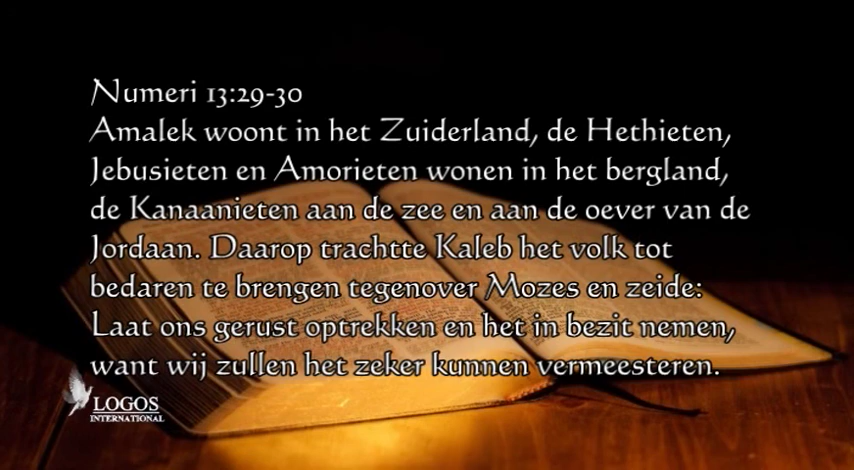 Numeri 13:29-30
Amalek woont in het Zuiderland, de Hethieten,
Jebusieten en Amorieten wonen in het bergland,
de Kanaanieten aan de zee en aan de oever van de
Jordaan. Daarop trachtte Kaleb het volk tot
bedaren te brengen tegenover Mozes en zeide:
Laat ons gerust optrekken en het in bezit nemen,
want wij zullen het zeker kunnen vermeesteren.
LOGOS
INTERNATIONAL